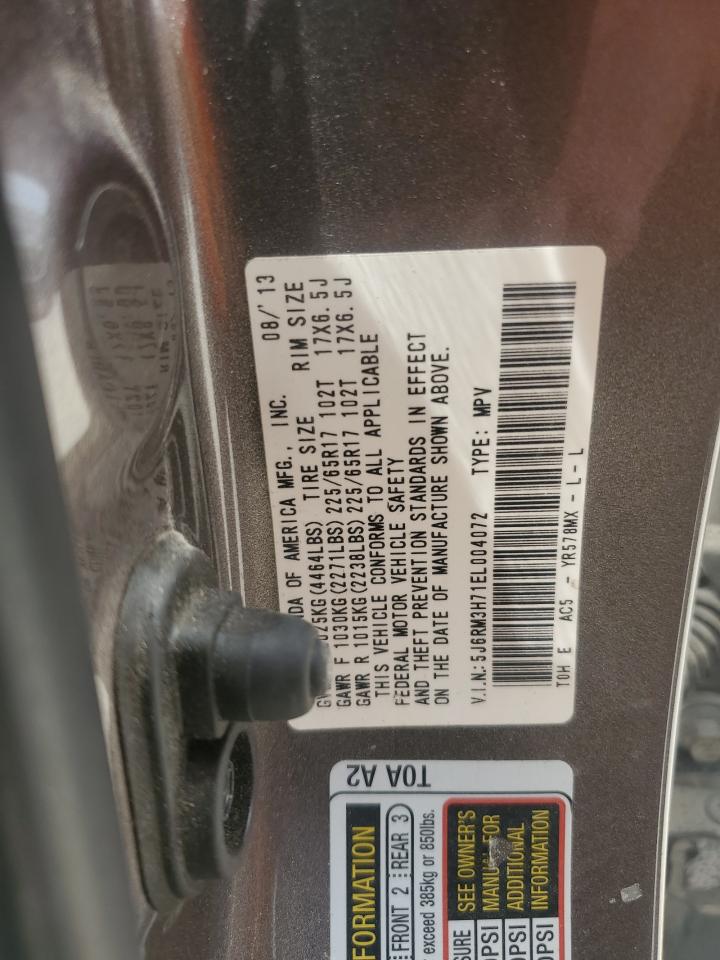 DA OF AMERICA MFG., INC. 08/'13
TIRE SIZE RIM SIZE
025KG(4464LBS)
GAWR F 1030KG(2271LBS) 225/65R17 102T 17X6.5J
GAWR R 1015KG(2238LBS) 225/65R17 102T 17X6.5J
THIS VEHICLE CONFORMS TO ALL APPLICABLE
FEDERAL MOTOR VEHICLE SAFETY
AND THEFT PREVENTION STANDARDS IN EFFECT
ON THE DATE OF MANUFACTURE SHOWN ABOVE.
V.I.N.: 5J6RM3H71EL004072 TYPE: MPV
T0H E AC5 - YR578MX - L - L
T0A A2
FORMATION
FRONT 2 REAR 3
exceed 385kg or 850lbs.
SEE OWNER'S
MANUAL FOR
ADDITIONAL
INFORMATION